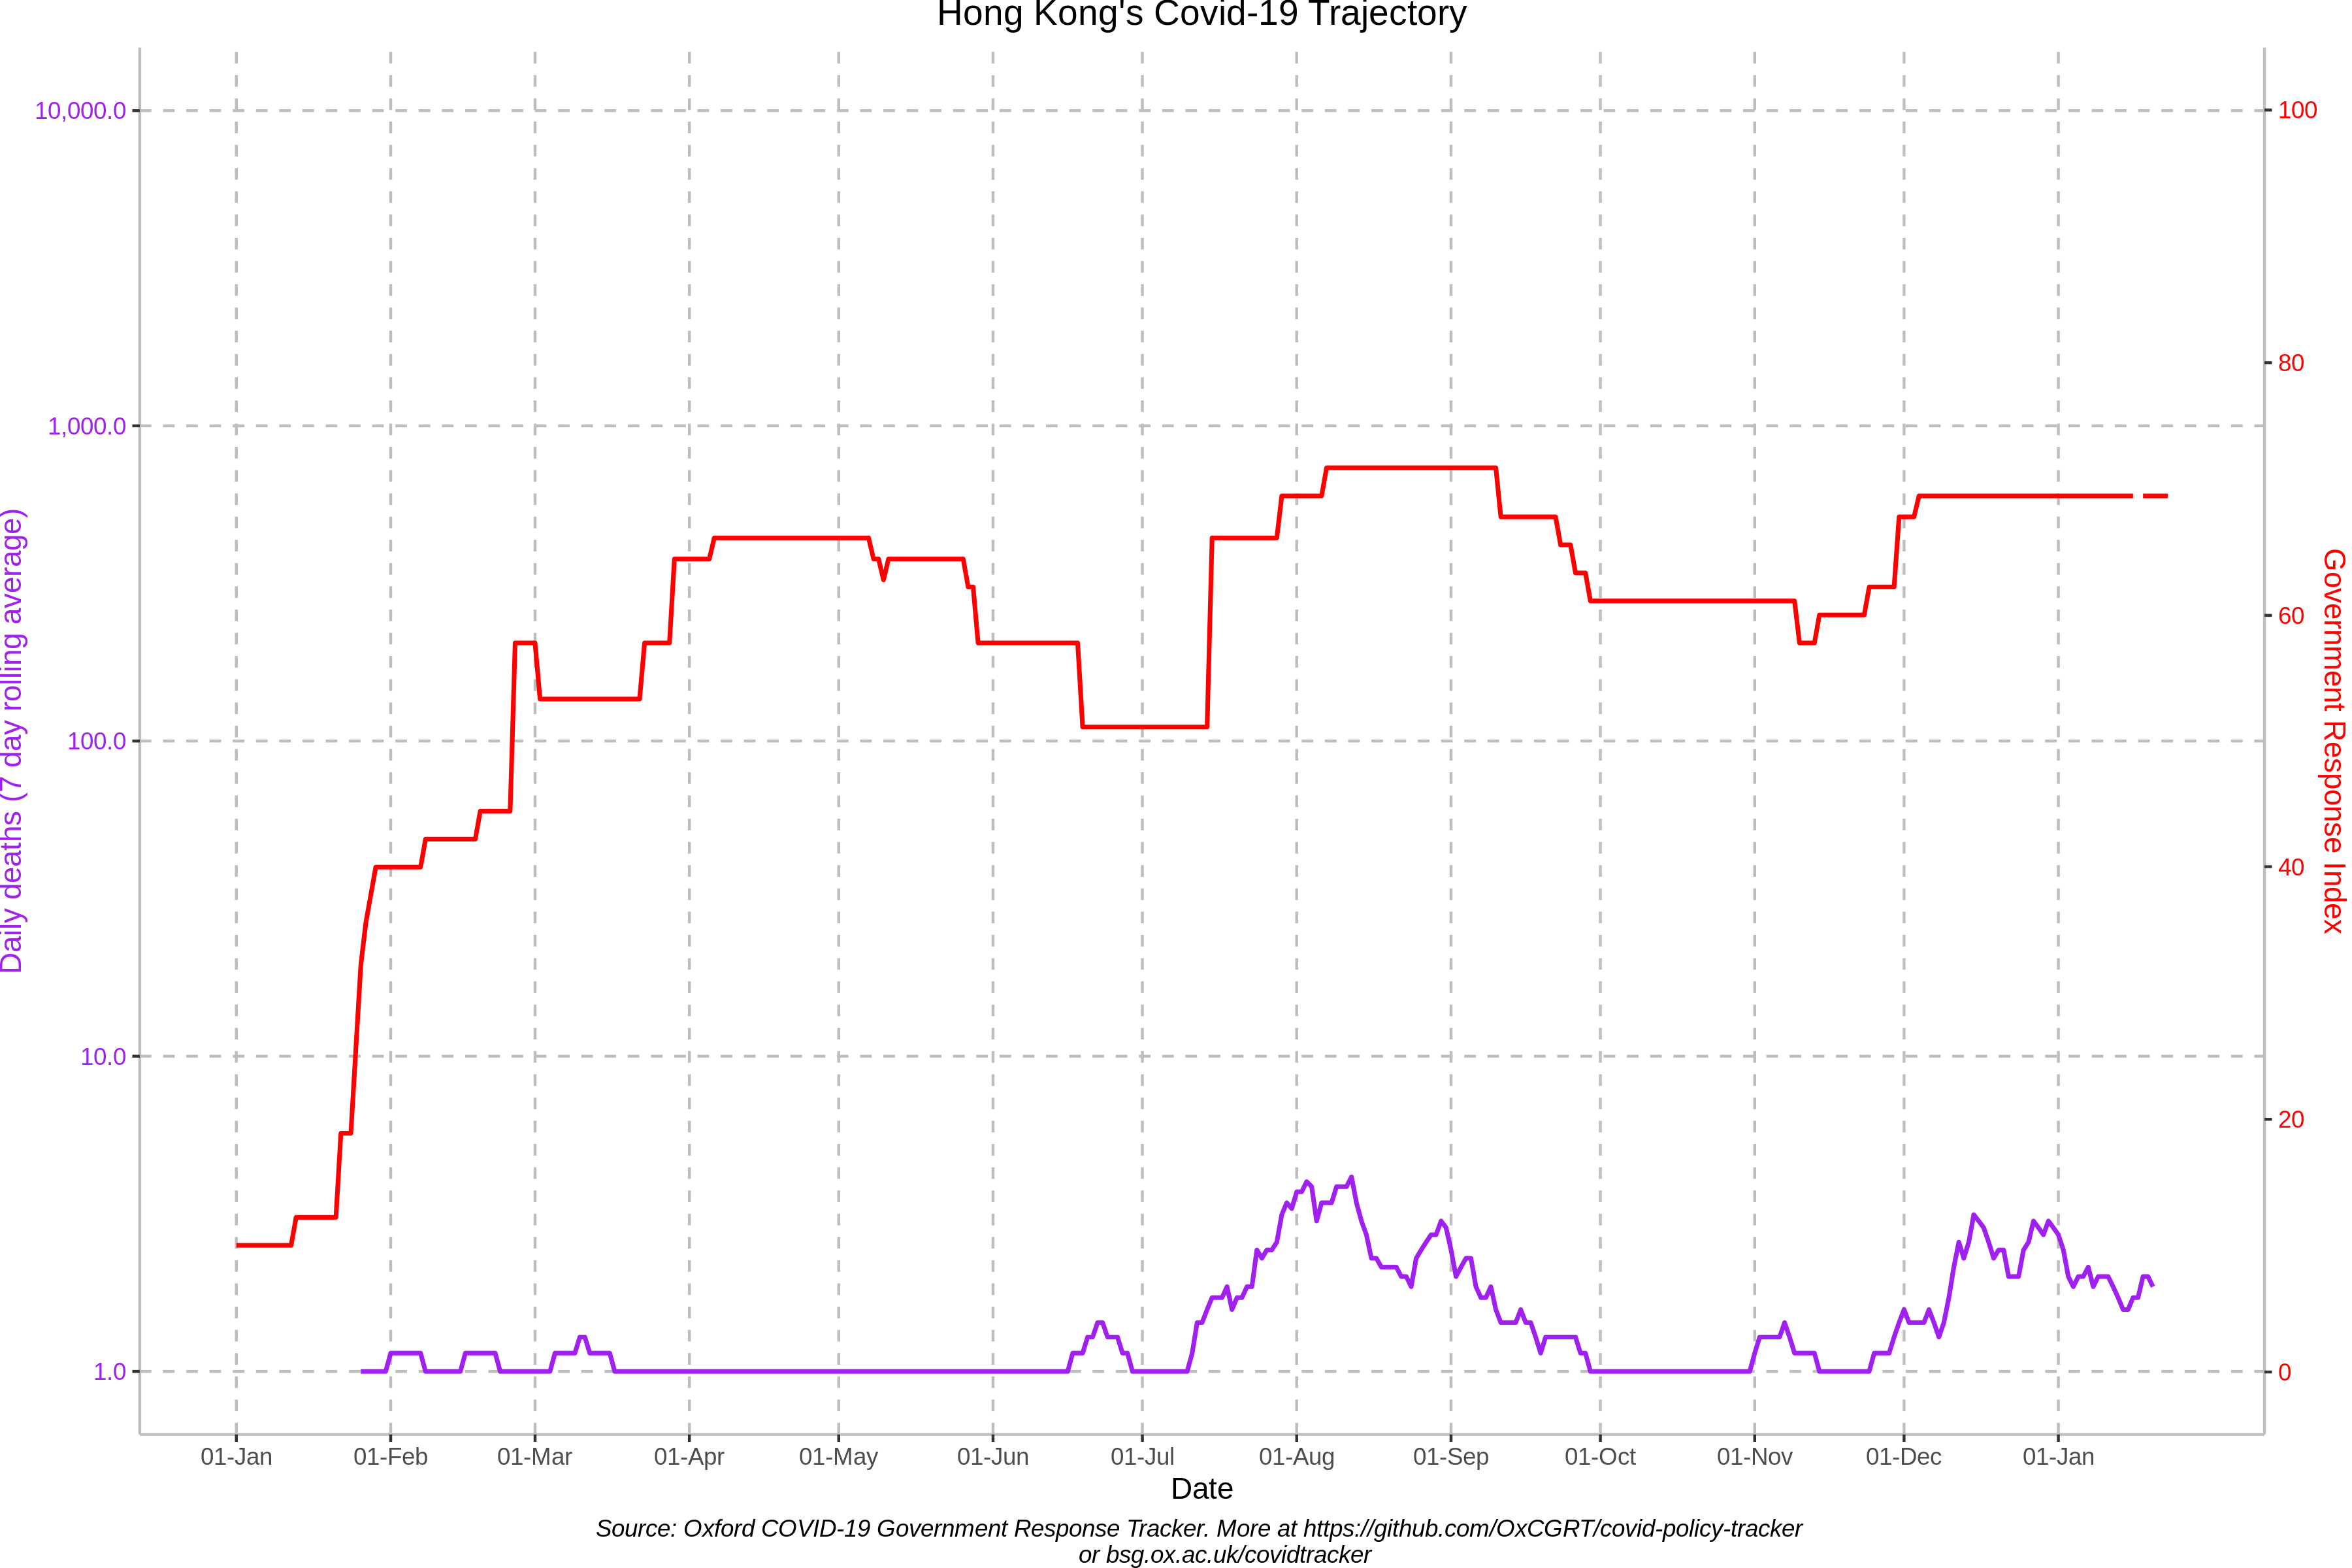 Hong Kong's Covid-19 Trajectory
10,000.0
1,000.0
100.0
10.0
1.0
Daily deaths (7 day rolling average)
100
80
60
40
20
0
Government Response Index
01-Jan 01-Feb 01-Mar 01-Apr 01-May 01-Jun 01-Jul 01-Aug 01-Sep 01-Oct 01-Nov 01-Dec 01-Jan
Date
Source: Oxford COVID-19 Government Response Tracker. More at https://github.com/OxCGRT/covid-policy-tracker
or bsg.ox.ac.uk/covidtracker